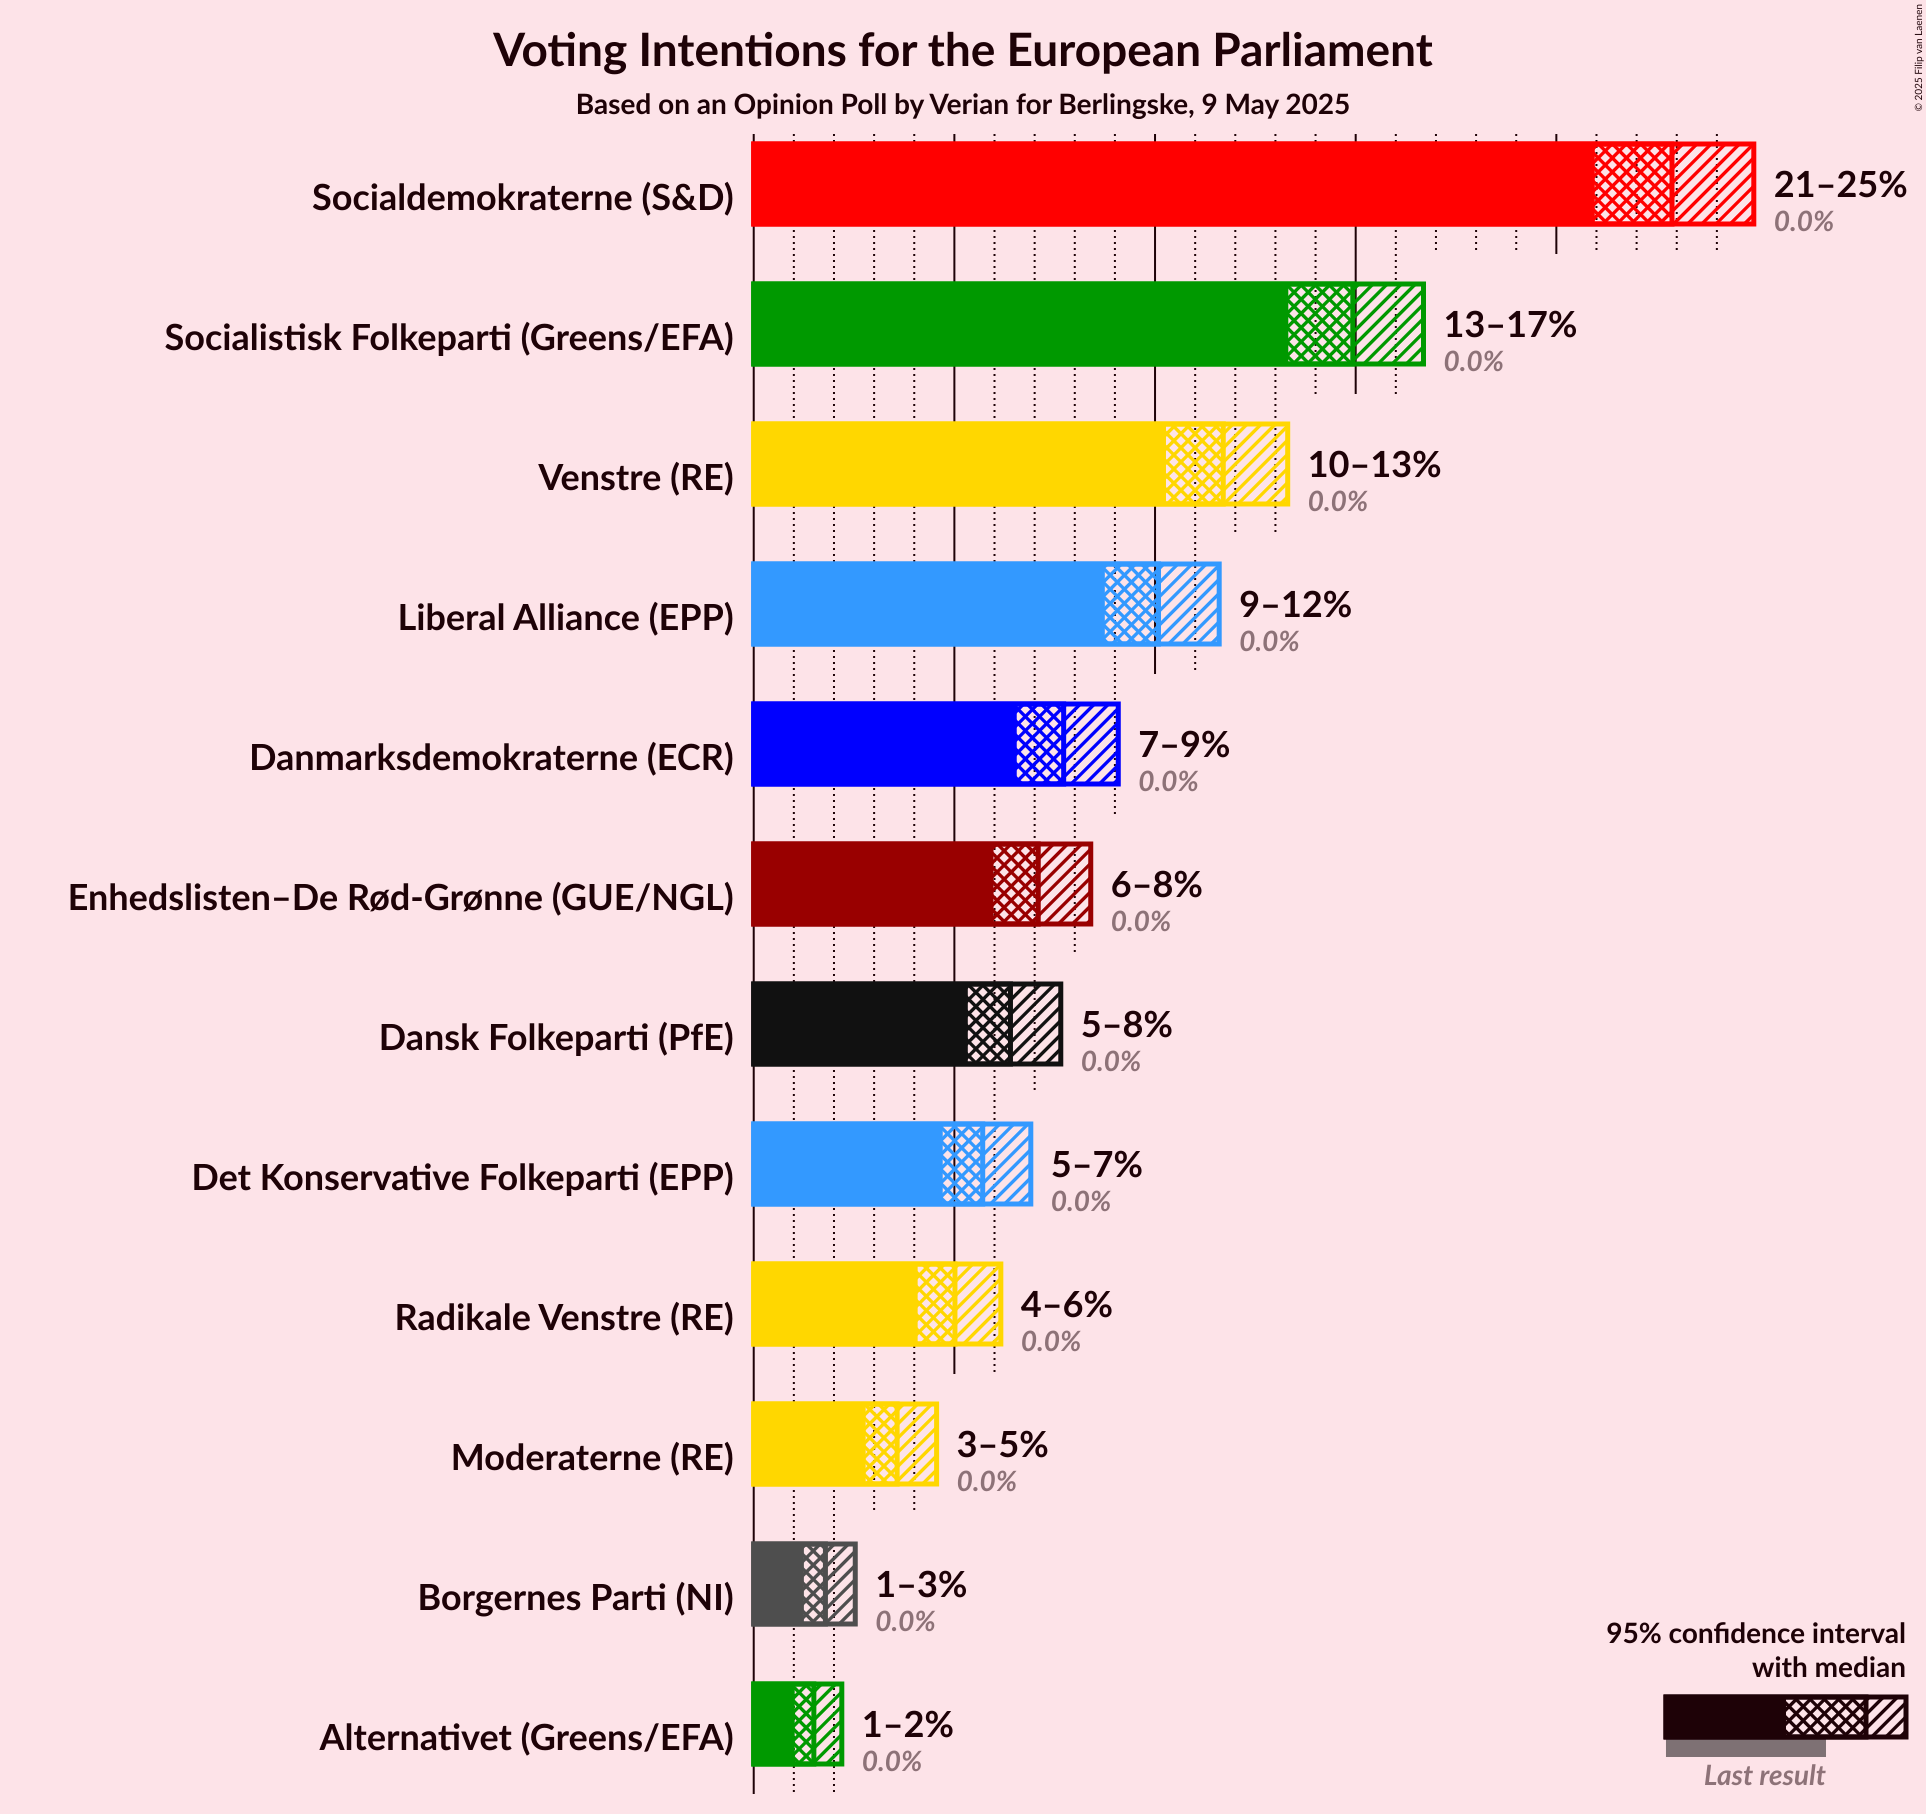 Voting Intentions for the European Parliament
Based on an Opinion Poll by Verian for Berlingske, 9 May 2025
© 2025 Filip van Laenen
Socialdemokraterne (S&D)
21–25%
0.0%
Socialistisk Folkeparti (Greens/EFA)
13–17%
0.0%
Venstre (RE)
10–13%
0.0%
Liberal Alliance (EPP)
9–12%
0.0%
Danmarksdemokraterne (ECR)
7–9%
0.0%
Enhedslisten–De Rød-Grønne (GUE/NGL)
6–8%
0.0%
Dansk Folkeparti (PfE)
5–8%
0.0%
Det Konservative Folkeparti (EPP)
5–7%
0.0%
Radikale Venstre (RE)
4–6%
0.0%
Moderaterne (RE)
3–5%
0.0%
Borgernes Parti (NI)
1–3%
0.0%
Alternativet (Greens/EFA)
1–2%
0.0%
95% confidence interval
with median
Last result